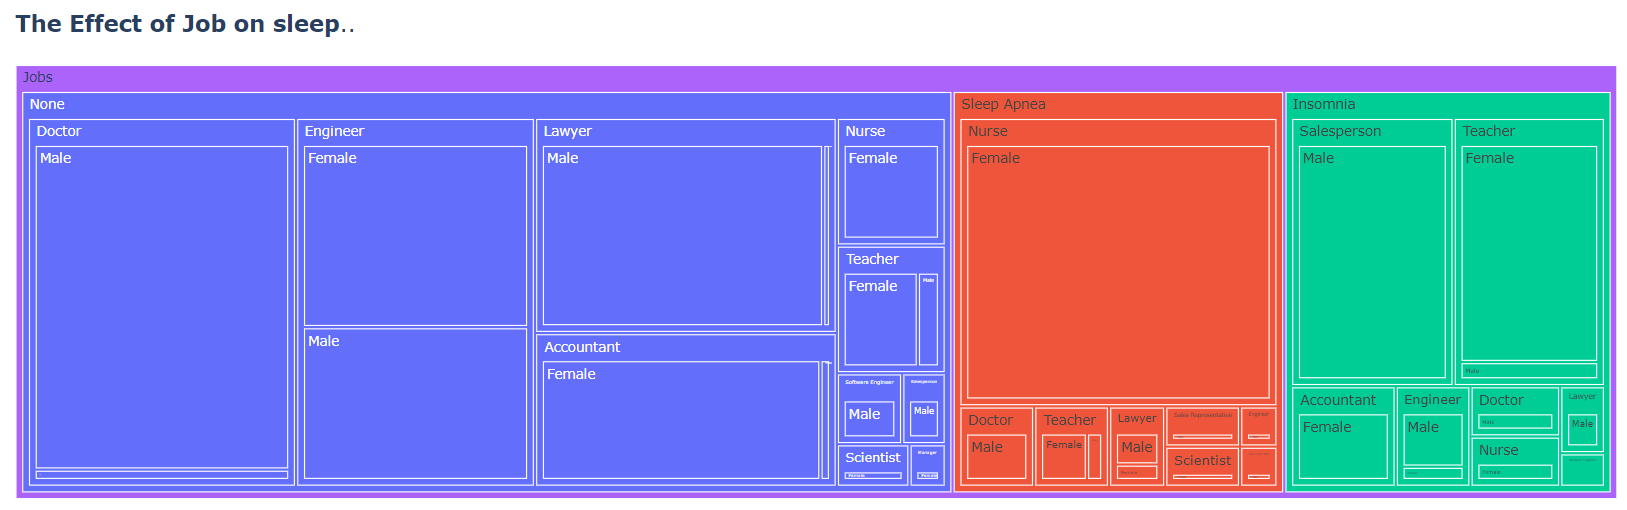 The Effect of Job on sleep..
Jobs
None
Doctor
Male
Engineer
Female
Male
Lawyer
Male
Accountant
Female
Nurse
Female
Teacher
Female
Male
Software Engineer
Male
Salesperson
Male
Scientist
Female
Manager
Female
Sleep Apnea
Nurse
Female
Doctor
Male
Teacher
Female
Lawyer
Male
Female
Sales Representative
Scientist
Engineer
Insomnia
Salesperson
Male
Teacher
Female
Male
Accountant
Female
Engineer
Male
Doctor
Male
Nurse
Female
Lawyer
Male